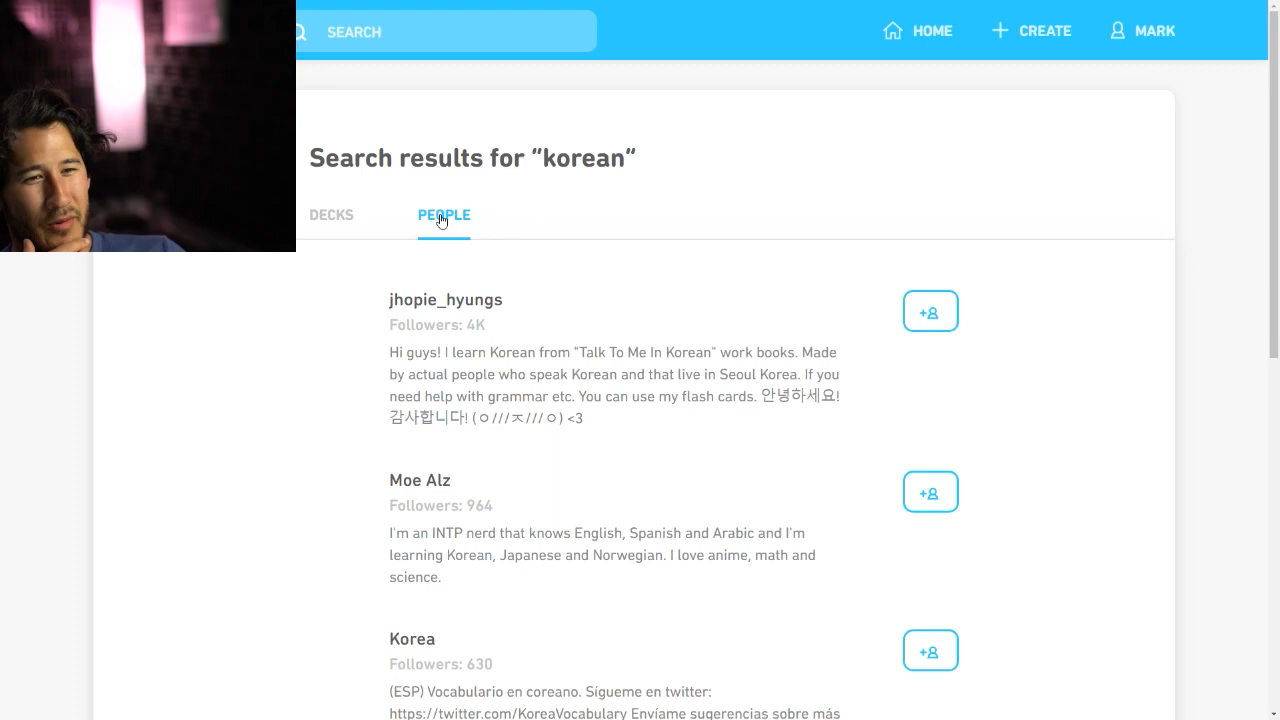 SEARCH
HOME
CREATE
MARK
Search results for “korean”
DECKS
PEOPLE
jhopie_hyungs
Followers: 4K
Hi guys! I learn Korean from "Talk To Me In Korean" work books. Made
by actual people who speak Korean and that live in Seoul Korea. If you
need help with grammar etc. You can use my flash cards. 안녕하세요!
감사합니다! (ㅇ///ㅈ///ㅇ) <3
Moe Alz
Followers: 964
I'm an INTP nerd that knows English, Spanish and Arabic and I'm
learning Korean, Japanese and Norwegian. I love anime, math and
science.
Korea
Followers: 630
(ESP) Vocabulario en coreano. Sígueme en twitter:
https://twitter.com/KoreaVocabulary Envíame sugerencias sobre más